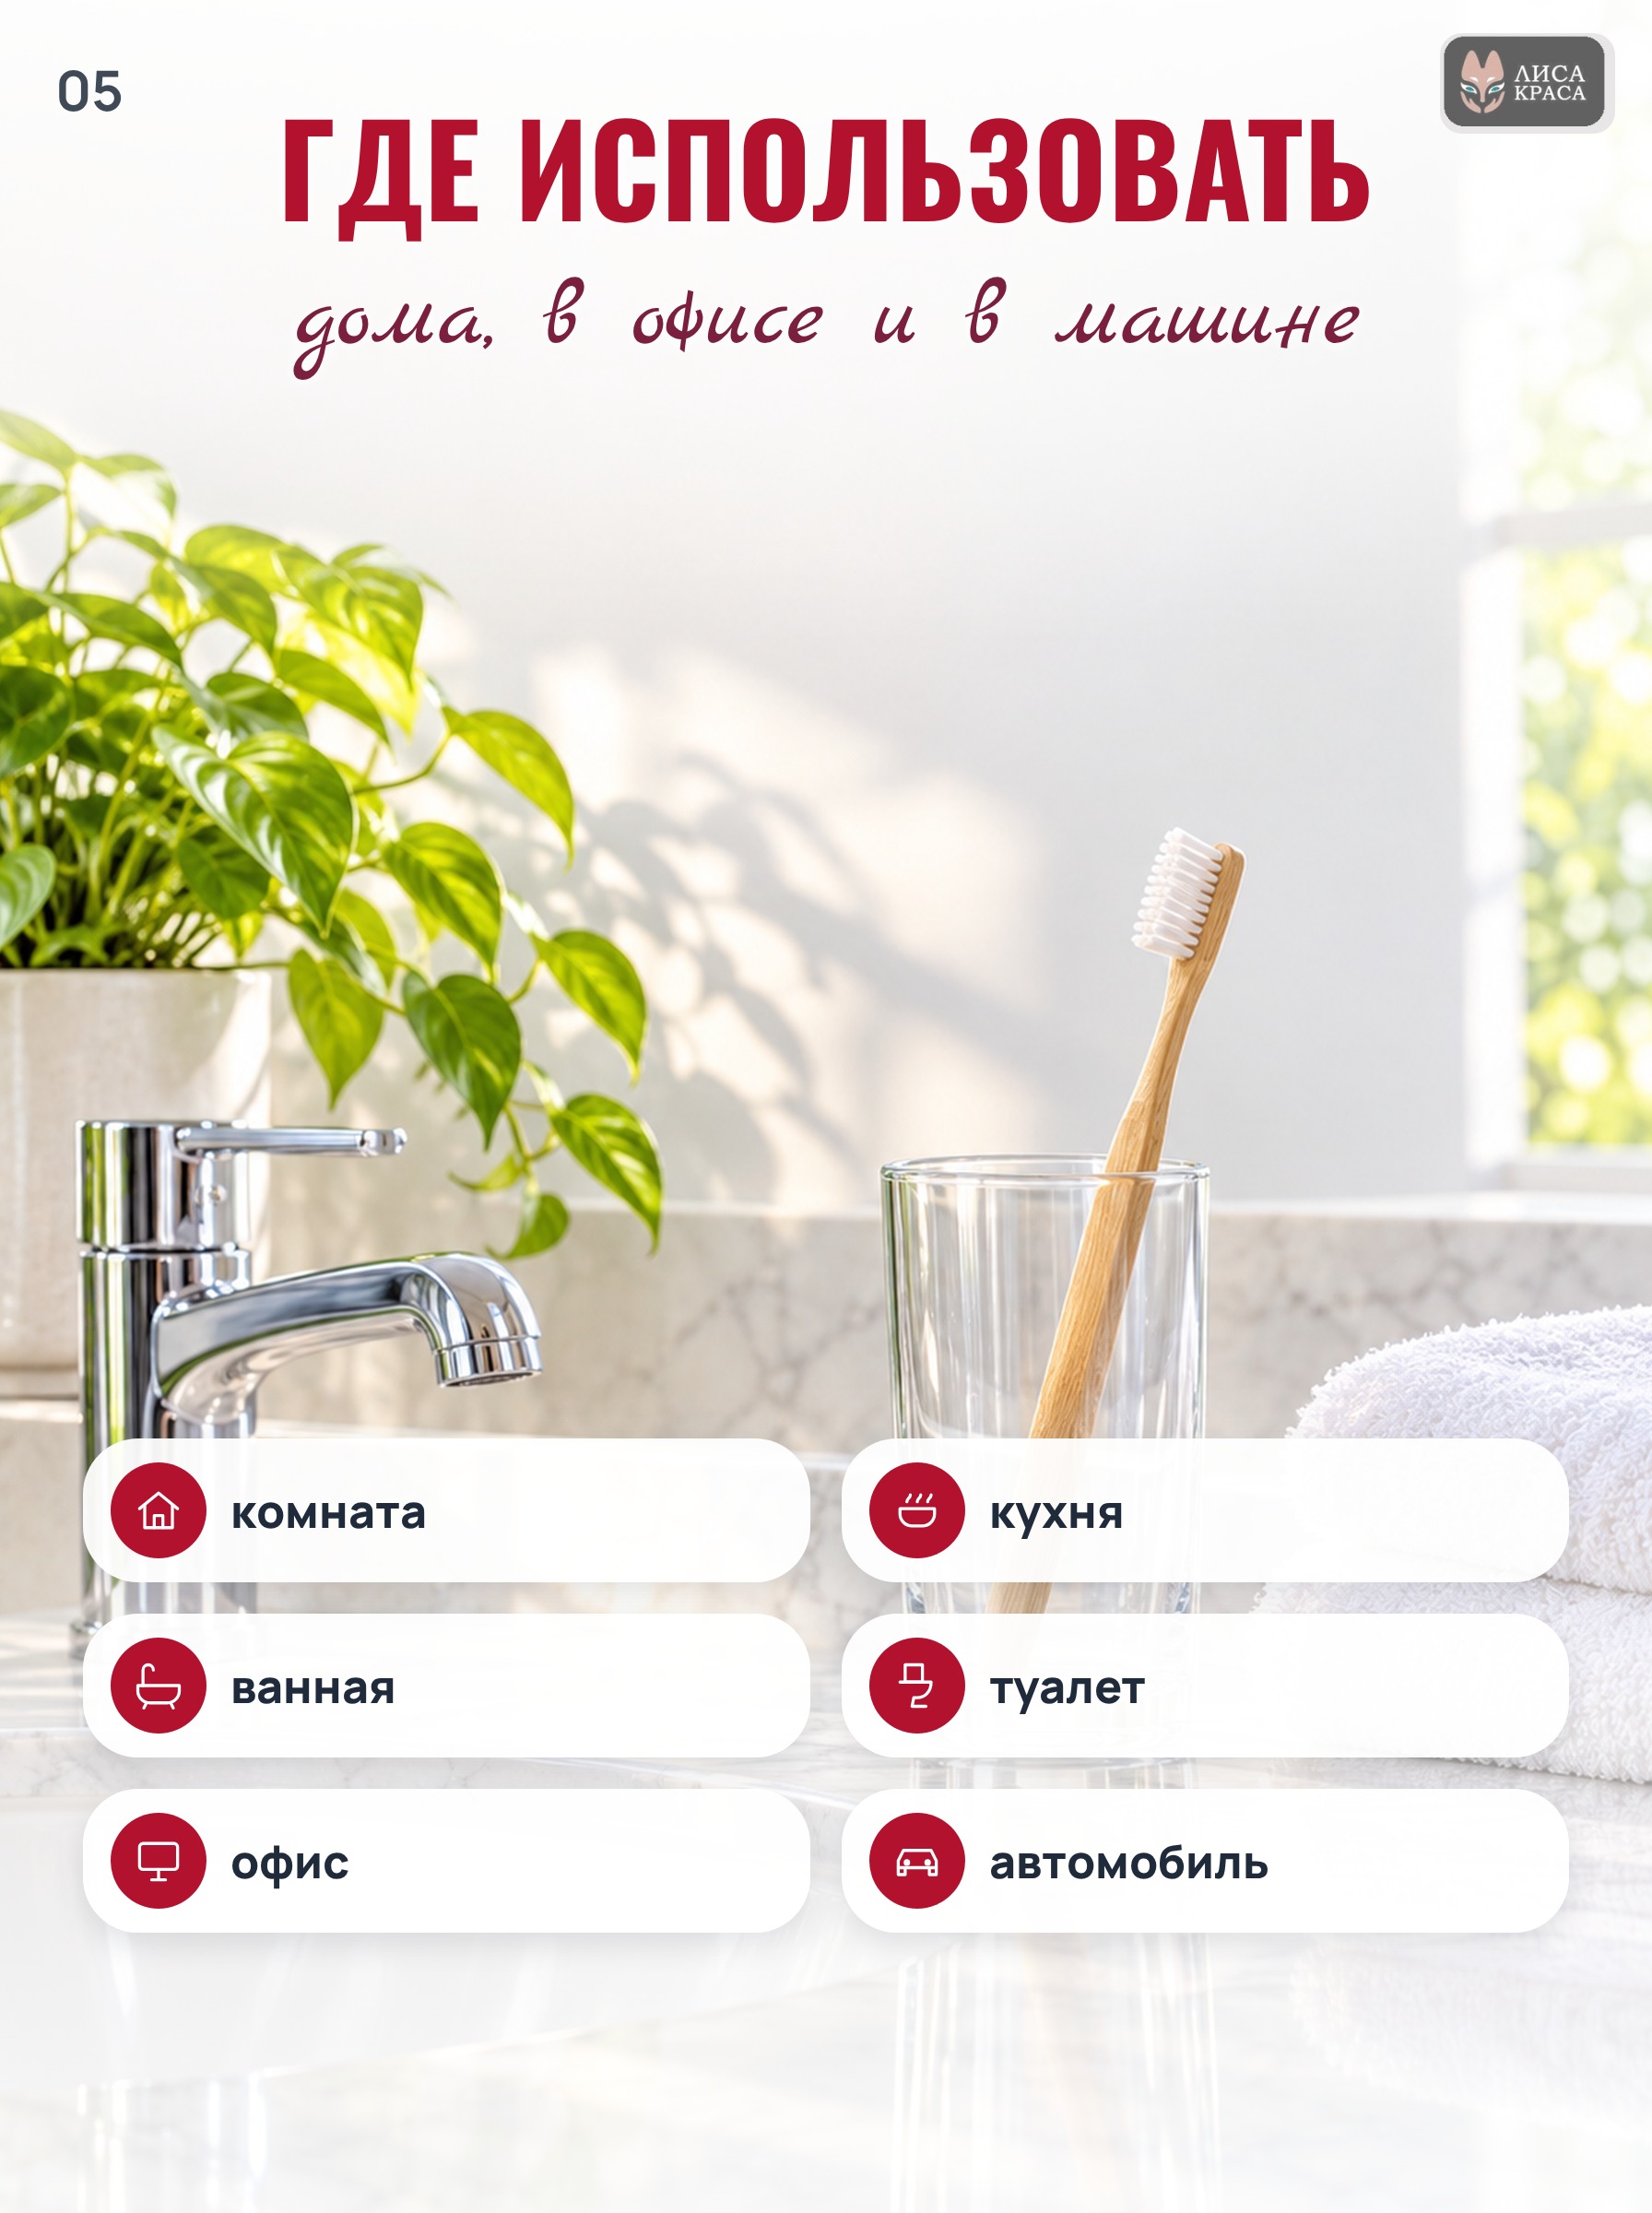 05
ЛИСА
КРАСА
ГДЕ ИСПОЛЬЗОВАТЬ
дома, в офисе и в машине
комната
кухня
ванная
туалет
офис
автомобиль